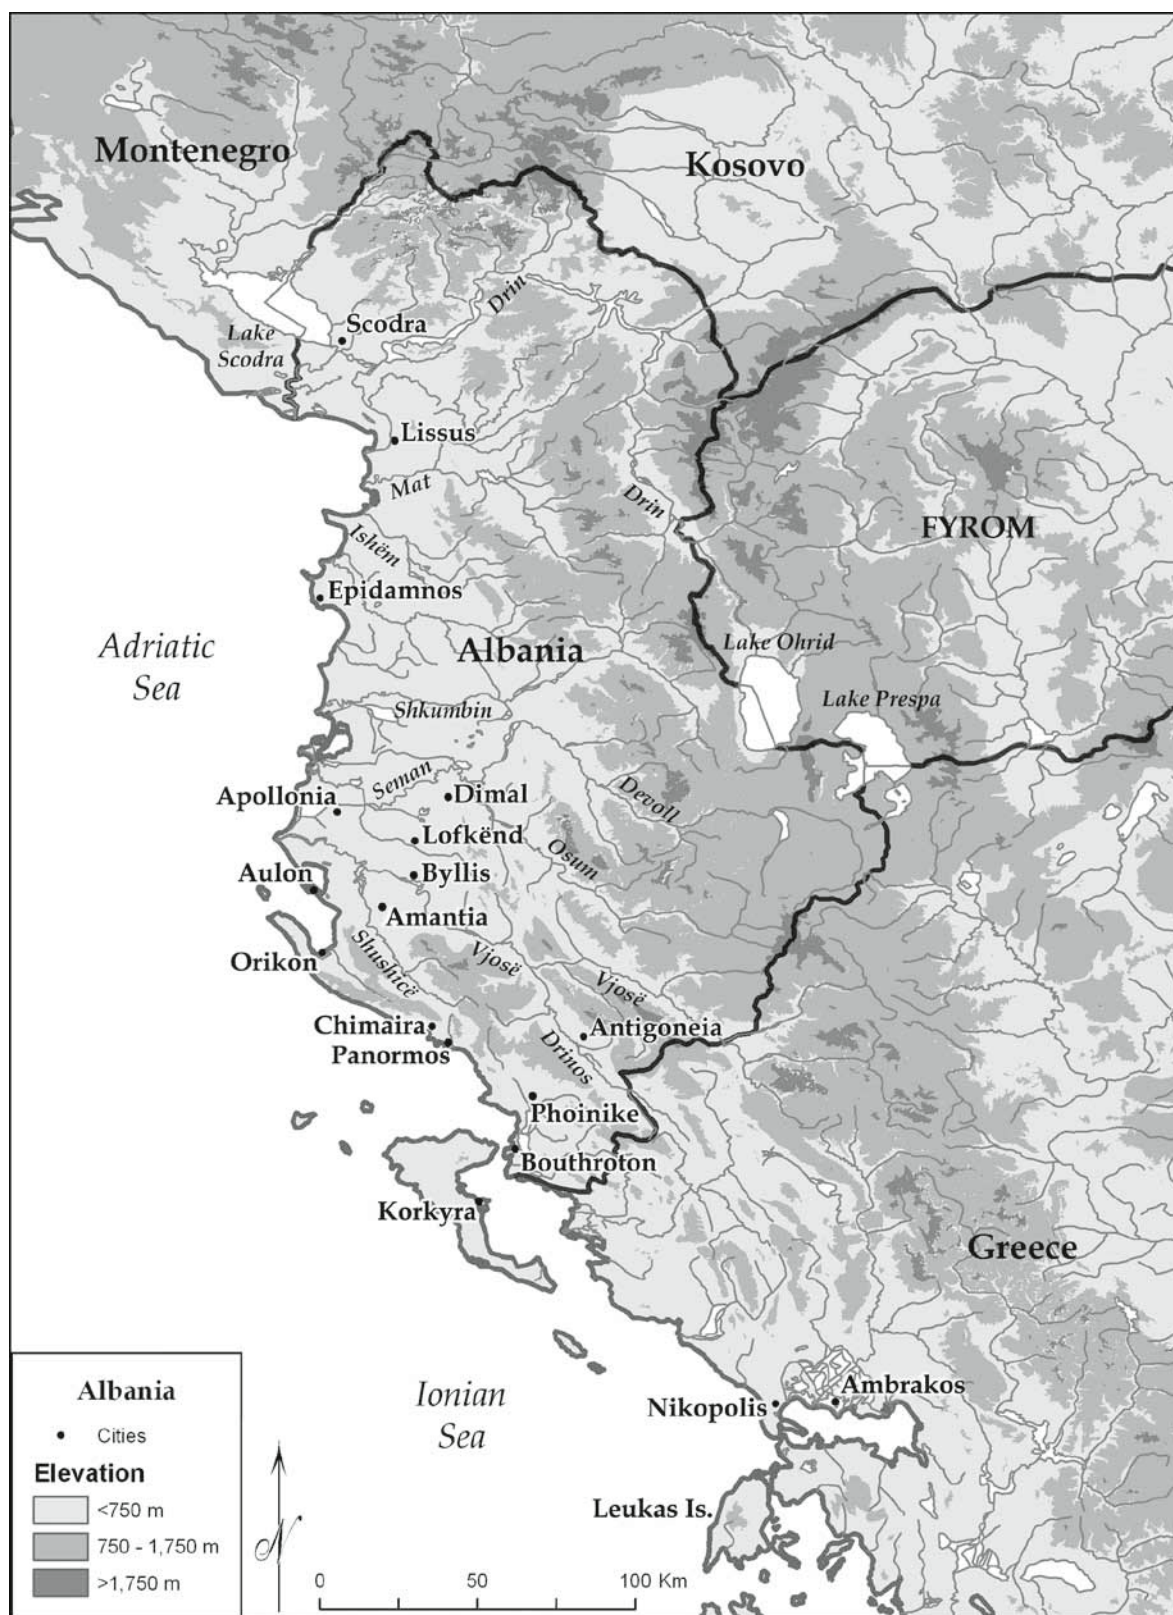 Montenegro
Kosovo
Drin
Lake
Scodra
Scodra
Lissus
Mat
Drin
FYROM
Ishëm
Epidamnos
Adriatic
Sea
Albania
Lake Ohrid
Lake Prespa
Shkumbin
Seman
Apollonia
Dimal
Devoll
Lofkënd
Osum
Aulon
Byllis
Amantia
Orikon
Shushicë
Vjosë
Vjosë
Chimaira
Antigoneia
Panormos
Drinos
Phoinike
Bouthroton
Korkyra
Greece
Ionian
Sea
Nikopolis
Ambrakos
Leukas Is.
Albania
Cities
Elevation
<750 m
750 - 1,750 m
>1,750 m
N
0 50 100 Km